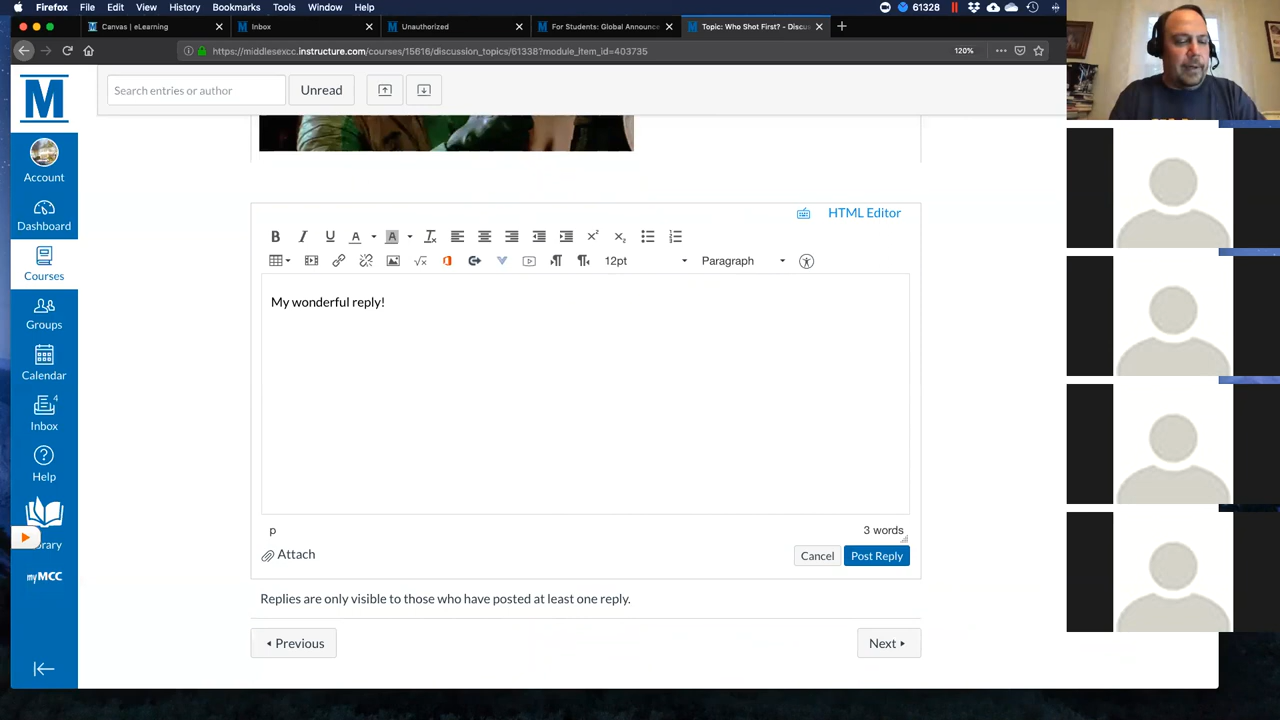 Firefox File Edit View History Bookmarks Tools Window Help 61328
Canvas | eLearning Inbox Unauthorized For Students: Global Announce Topic: Who Shot First? - Discu
https://middlesexcc.instructure.com/courses/15616/discussion_topics/61338?module_item_id=403735 120%
M
Search entries or author Unread
Account
Dashboard
Courses
Groups
Calendar
4
Inbox
Help
rary
myMCC
HTML Editor
B I U A A
12pt Paragraph
My wonderful reply!
p 3 words
Attach Cancel Post Reply
Replies are only visible to those who have posted at least one reply.
Previous Next